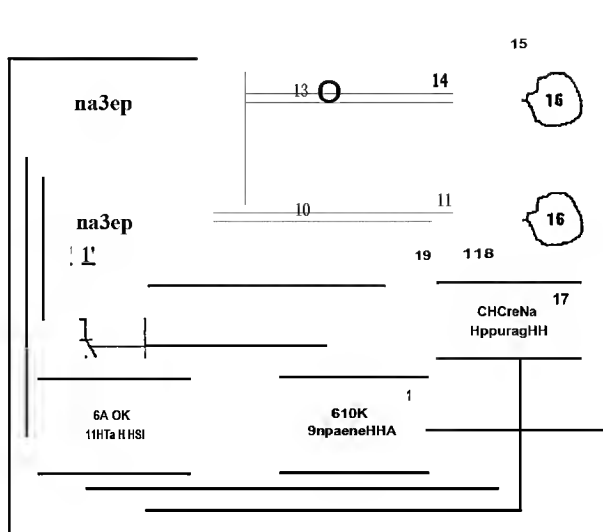 15
13 O 14
na3ep
16
10 11
na3ep
16
1'
19 118
17
CHCreNa
HppuragHH
1
6A OK
11HTa H HSI
610K
9npaeneHHA